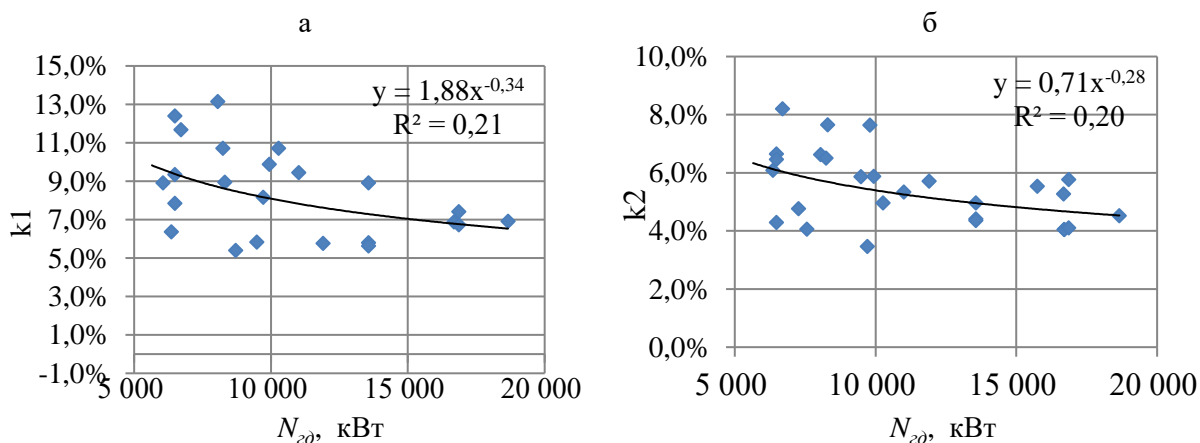 а
15,0%
13,0%
11,0%
9,0%
7,0%
5,0%
3,0%
1,0%
-1,0%
k1
y = 1,88x-0,34
R² = 0,21
5 000
10 000
15 000
20 000
Nгд, кВт
б
10,0%
8,0%
6,0%
4,0%
2,0%
0,0%
k2
y = 0,71x-0,28
R² = 0,20
5 000
10 000
15 000
20 000
Nгд, кВт